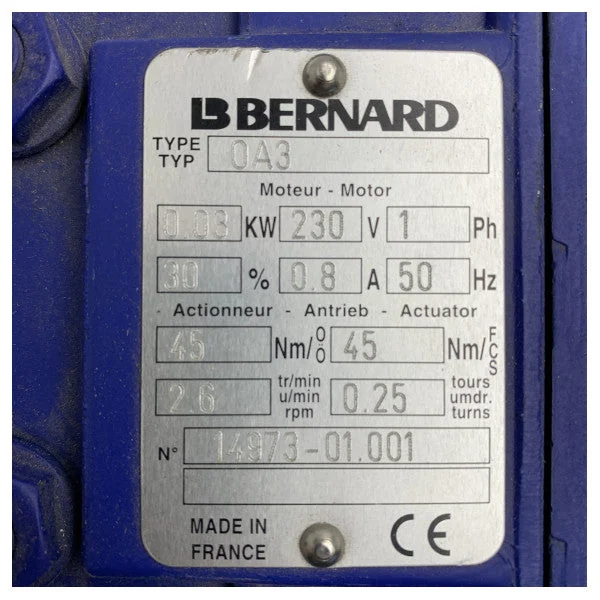 BERNARD
TYPE
TYP
OA3
Moteur - Motor
0.03 KW 230 V 1 Ph
30 % 0.8 A 50 Hz
- Actionneur - Antrieb - Actuator
45 Nm/ O/O 45 Nm/ FCS
2.6 tr/min u/min rpm 0.25 tours umdr. turns
N° 14973-01.001
MADE IN
FRANCE
CE